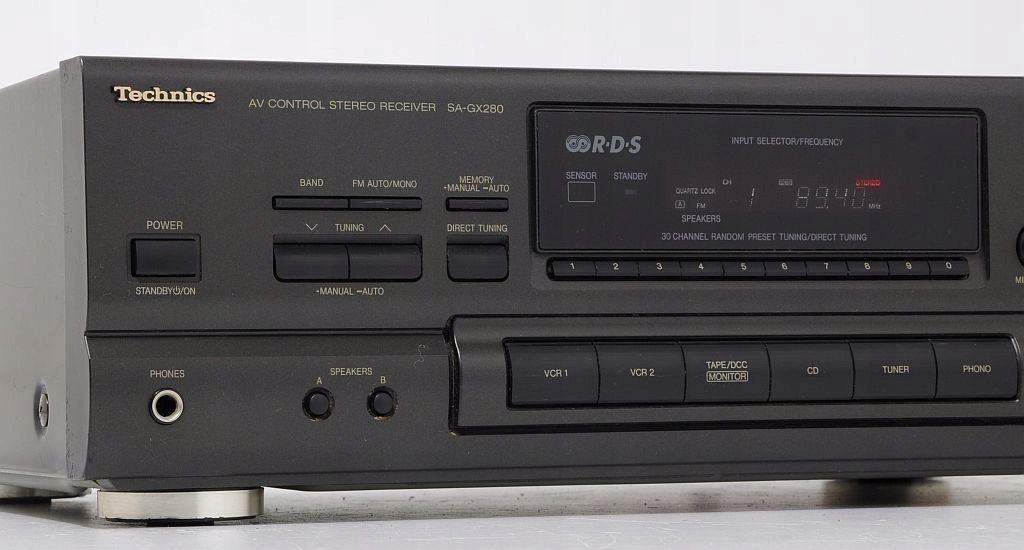 Technics
AV CONTROL STEREO RECEIVER SA-GX280
R·D·S
INPUT SELECTOR/FREQUENCY
SENSOR
STANDBY
CH
STEREO
QUARTZ LOCK
1
89.40
MHz
A
FM
SPEAKERS
30 CHANNEL RANDOM PRESET TUNING/DIRECT TUNING
BAND
FM AUTO/MONO
MEMORY
•MANUAL ━AUTO
POWER
TUNING
DIRECT TUNING
STANDBY⏻/ON
•MANUAL ━AUTO
1 2 3 4 5 6 7 8 9 0
PHONES
SPEAKERS
A
B
VCR 1
VCR 2
TAPE/DCC
MONITOR
CD
TUNER
PHONO